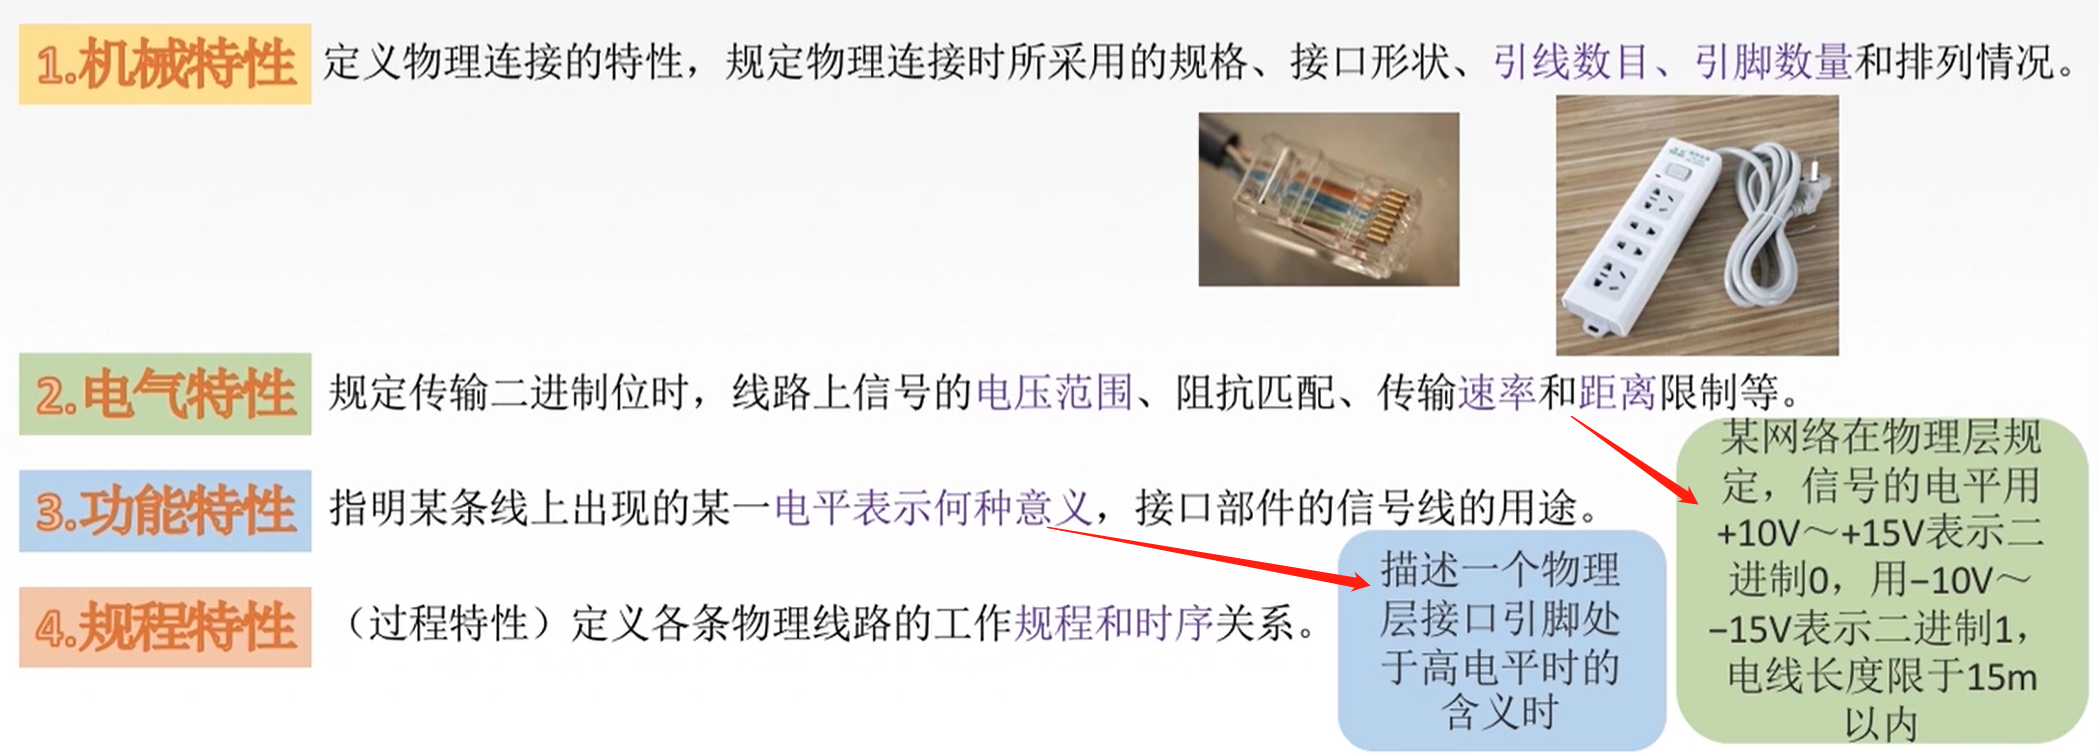 1.机械特性 定义物理连接的特性，规定物理连接时所采用的规格、接口形状、引线数目、引脚数量和排列情况。
2.电气特性 规定传输二进制位时，线路上信号的电压范围、阻抗匹配、传输速率和距离限制等。
3.功能特性 指明某条线上出现的某一电平表示何种意义，接口部件的信号线的用途。
4.规程特性 （过程特性）定义各条物理线路的工作规程和时序关系。
描述一个物理
层接口引脚处
于高电平时的
含义时
某网络在物理层规
定，信号的电平用
+10V～+15V表示二
进制0，用–10V～
–15V表示二进制1，
电线长度限于15m
以内